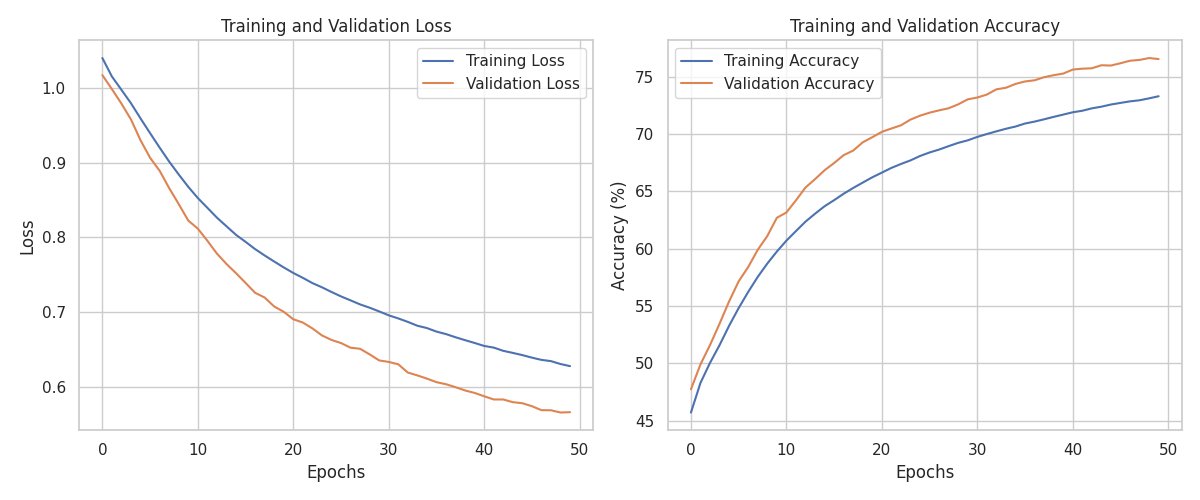 Training and Validation Loss
Training Loss
Validation Loss
1.0
0.9
0.8
0.7
0.6
Loss
0 10 20 30 40 50
Epochs
Training and Validation Accuracy
Training Accuracy
Validation Accuracy
75
70
65
60
55
50
45
Accuracy (%)
0 10 20 30 40 50
Epochs